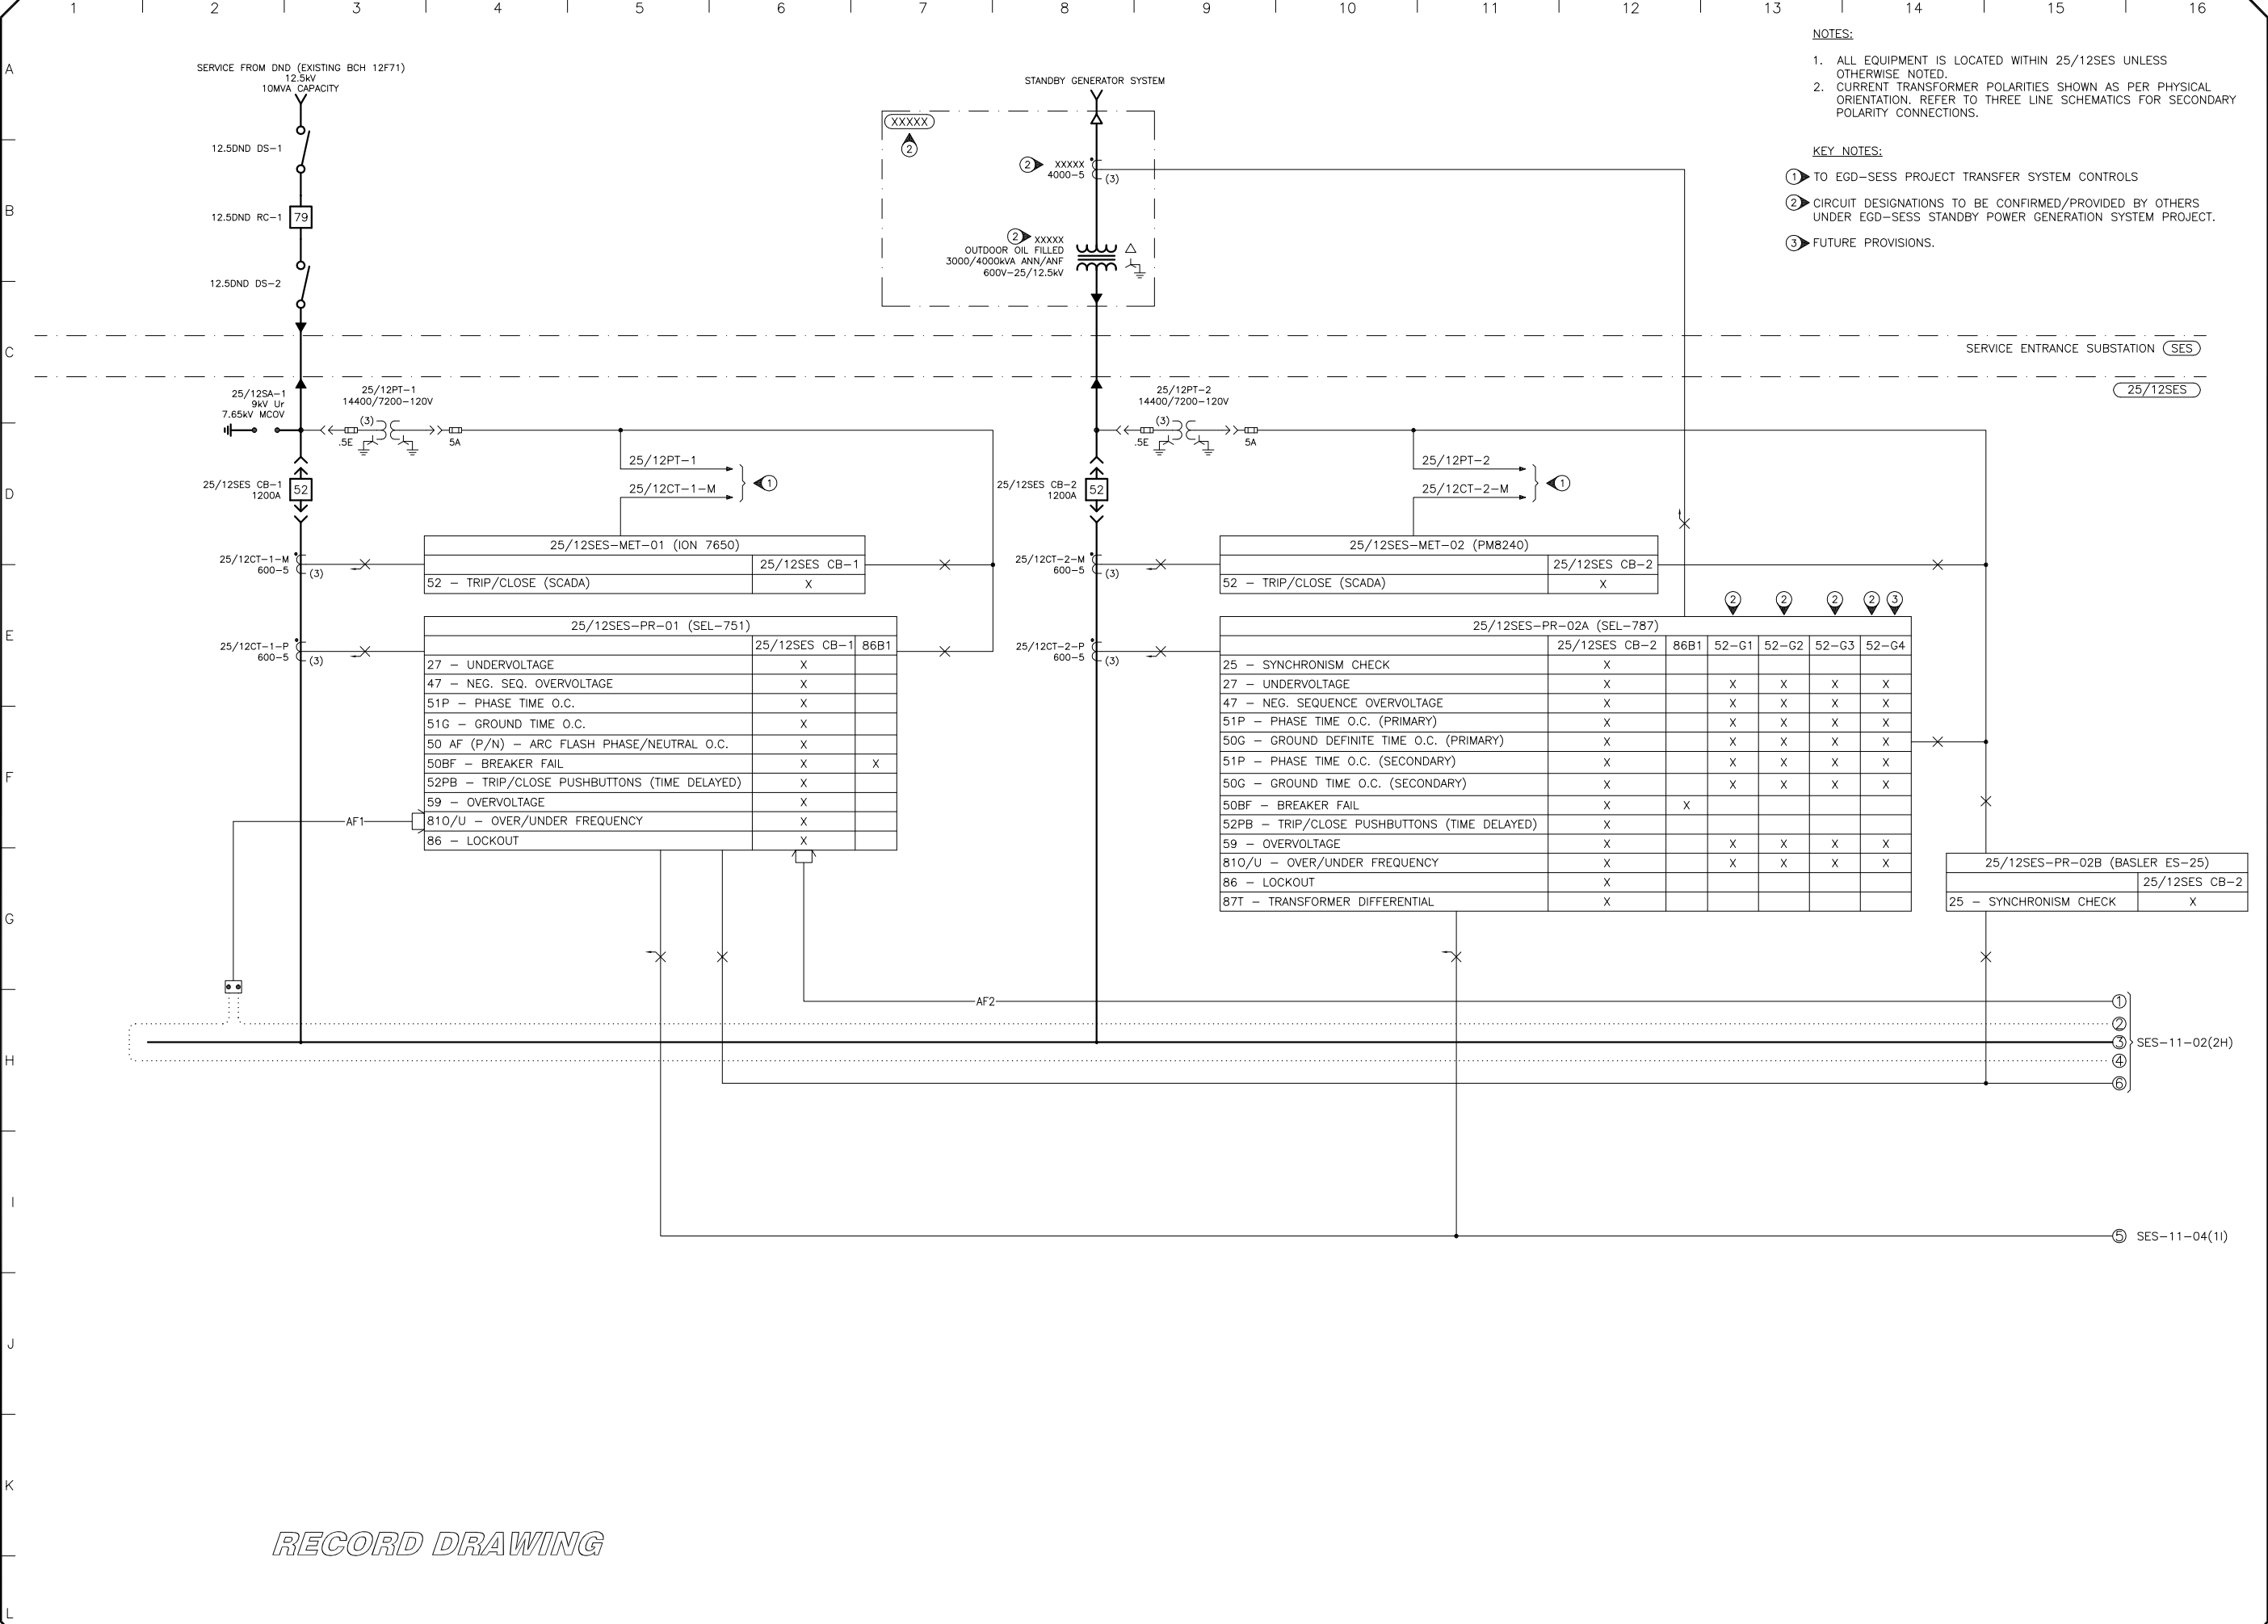 1 2 3 4 5 6 7 8 9 10 11 12 13 14 15 16
A
B
C
D
E
F
G
H
I
J
K
L
NOTES:
1. ALL EQUIPMENT IS LOCATED WITHIN 25/12SES UNLESS
OTHERWISE NOTED.
2. CURRENT TRANSFORMER POLARITIES SHOWN AS PER PHYSICAL
ORIENTATION. REFER TO THREE LINE SCHEMATICS FOR SECONDARY
POLARITY CONNECTIONS.
KEY NOTES:
1 TO EGD-SESS PROJECT TRANSFER SYSTEM CONTROLS
2 CIRCUIT DESIGNATIONS TO BE CONFIRMED/PROVIDED BY OTHERS
UNDER EGD-SESS STANDBY POWER GENERATION SYSTEM PROJECT.
3 FUTURE PROVISIONS.
SERVICE FROM DND (EXISTING BCH 12F71)
12.5kV
10MVA CAPACITY
12.5DND DS-1
12.5DND RC-1 79
12.5DND DS-2
STANDBY GENERATOR SYSTEM
XXXXX
2
2 XXXXX
4000-5 (3)
2 XXXXX
OUTDOOR OIL FILLED
3000/4000kVA ANN/ANF
600V-25/12.5kV
SERVICE ENTRANCE SUBSTATION SES
25/12SES
25/12SA-1
9kV Ur
7.65kV MCOV
25/12PT-1
14400/7200-120V
(3)
.5E 5A
25/12PT-1
25/12CT-1-M
1
25/12SES CB-1
1200A
52
25/12CT-1-M
600-5 (3)
25/12CT-1-P
600-5 (3)
25/12SES-MET-01 (ION 7650)
25/12SES CB-1
52 - TRIP/CLOSE (SCADA) X
25/12SES-PR-01 (SEL-751)
25/12SES CB-1 86B1
27 - UNDERVOLTAGE X
47 - NEG. SEQ. OVERVOLTAGE X
51P - PHASE TIME O.C. X
51G - GROUND TIME O.C. X
50 AF (P/N) - ARC FLASH PHASE/NEUTRAL O.C. X
50BF - BREAKER FAIL X X
52PB - TRIP/CLOSE PUSHBUTTONS (TIME DELAYED) X
59 - OVERVOLTAGE X
81O/U - OVER/UNDER FREQUENCY X
86 - LOCKOUT X
AF1
25/12PT-2
14400/7200-120V
(3)
.5E 5A
25/12PT-2
25/12CT-2-M
1
25/12SES CB-2
1200A
52
25/12CT-2-M
600-5 (3)
25/12CT-2-P
600-5 (3)
25/12SES-MET-02 (PM8240)
25/12SES CB-2
52 - TRIP/CLOSE (SCADA) X
2 2 2 2 3
25/12SES-PR-02A (SEL-787)
25/12SES CB-2 86B1 52-G1 52-G2 52-G3 52-G4
25 - SYNCHRONISM CHECK X
27 - UNDERVOLTAGE X X X X X
47 - NEG. SEQUENCE OVERVOLTAGE X X X X X
51P - PHASE TIME O.C. (PRIMARY) X X X X X
50G - GROUND DEFINITE TIME O.C. (PRIMARY) X X X X X
51P - PHASE TIME O.C. (SECONDARY) X X X X X
50G - GROUND TIME O.C. (SECONDARY) X X X X X
50BF - BREAKER FAIL X X
52PB - TRIP/CLOSE PUSHBUTTONS (TIME DELAYED) X
59 - OVERVOLTAGE X X X X X
81O/U - OVER/UNDER FREQUENCY X X X X X
86 - LOCKOUT X
87T - TRANSFORMER DIFFERENTIAL X
25/12SES-PR-02B (BASLER ES-25)
25/12SES CB-2
25 - SYNCHRONISM CHECK X
AF2
1
2
3 SES-11-02(2H)
4
6
5 SES-11-04(1I)
RECORD DRAWING